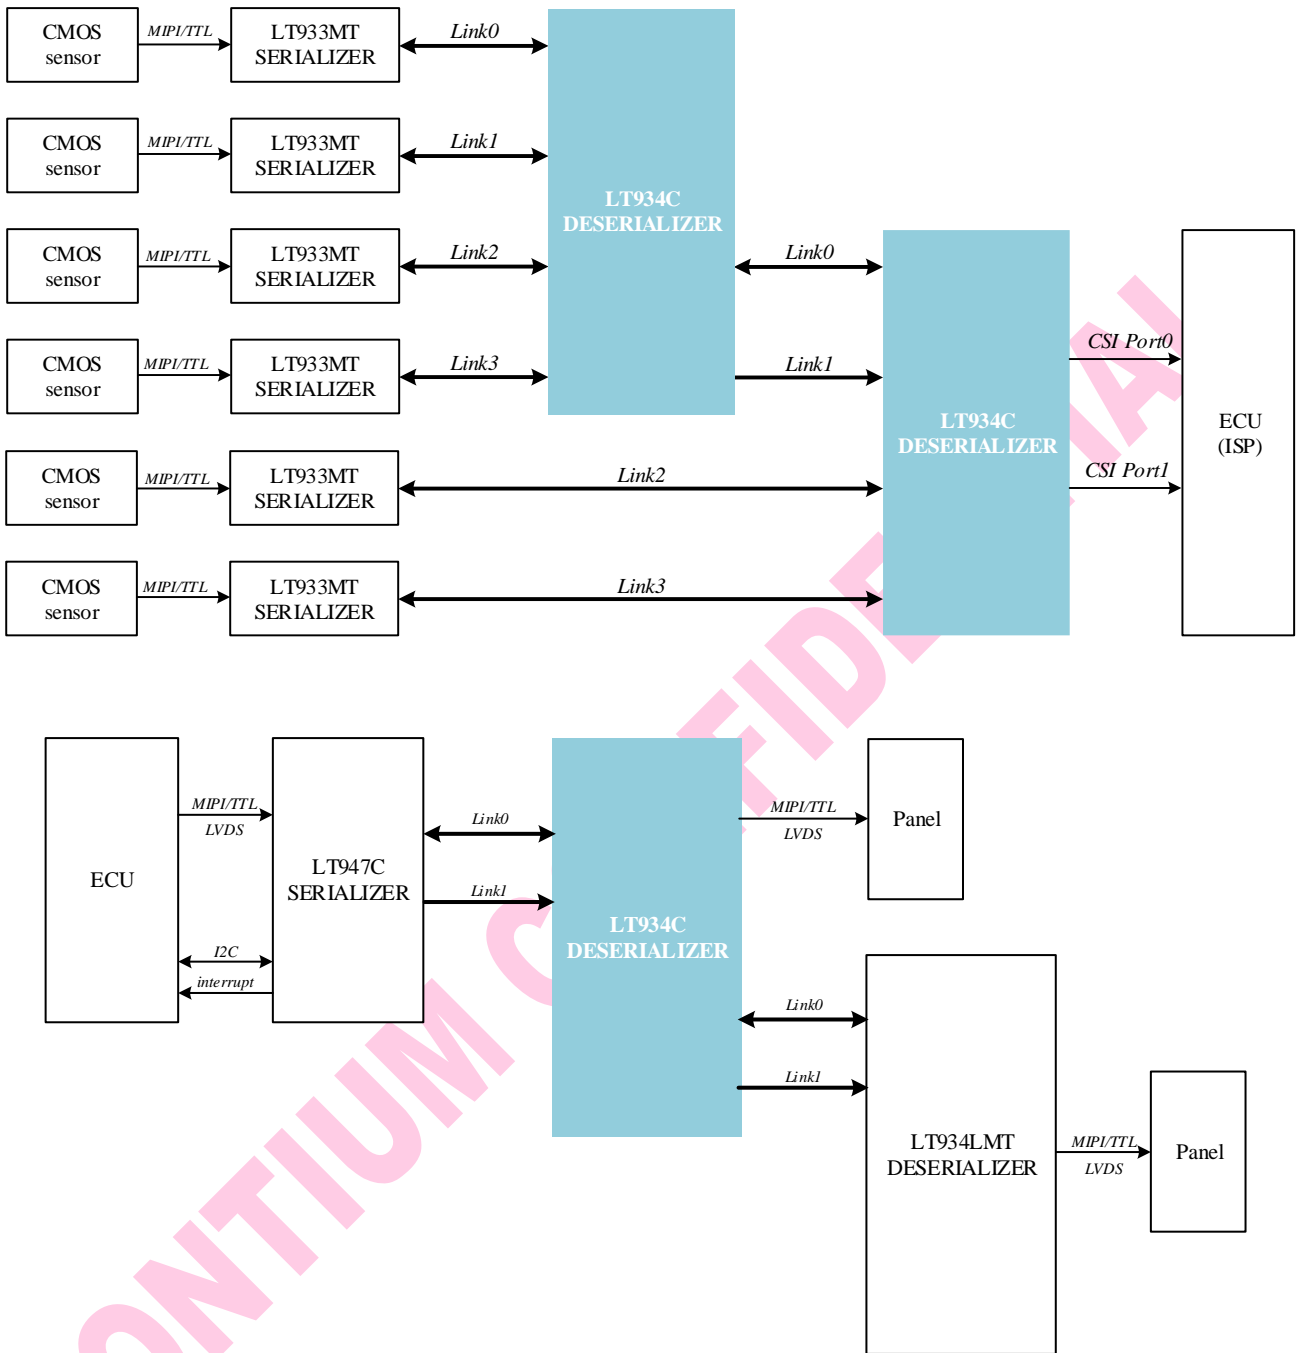 CMOS
sensor
MIPI/TTL
LT933MT
SERIALIZER
Link0
CMOS
sensor
MIPI/TTL
LT933MT
SERIALIZER
Link1
CMOS
sensor
MIPI/TTL
LT933MT
SERIALIZER
Link2
CMOS
sensor
MIPI/TTL
LT933MT
SERIALIZER
Link3
LT934C
DESERIALIZER
Link0
Link1
CMOS
sensor
MIPI/TTL
LT933MT
SERIALIZER
Link2
CMOS
sensor
MIPI/TTL
LT933MT
SERIALIZER
Link3
LT934C
DESERIALIZER
CSI Port0
CSI Port1
ECU
(ISP)
ECU
MIPI/TTL
LVDS
I2C
interrupt
LT947C
SERIALIZER
Link0
Link1
LT934C
DESERIALIZER
MIPI/TTL
LVDS
Panel
Link0
Link1
LT934LMT
DESERIALIZER
MIPI/TTL
LVDS
Panel